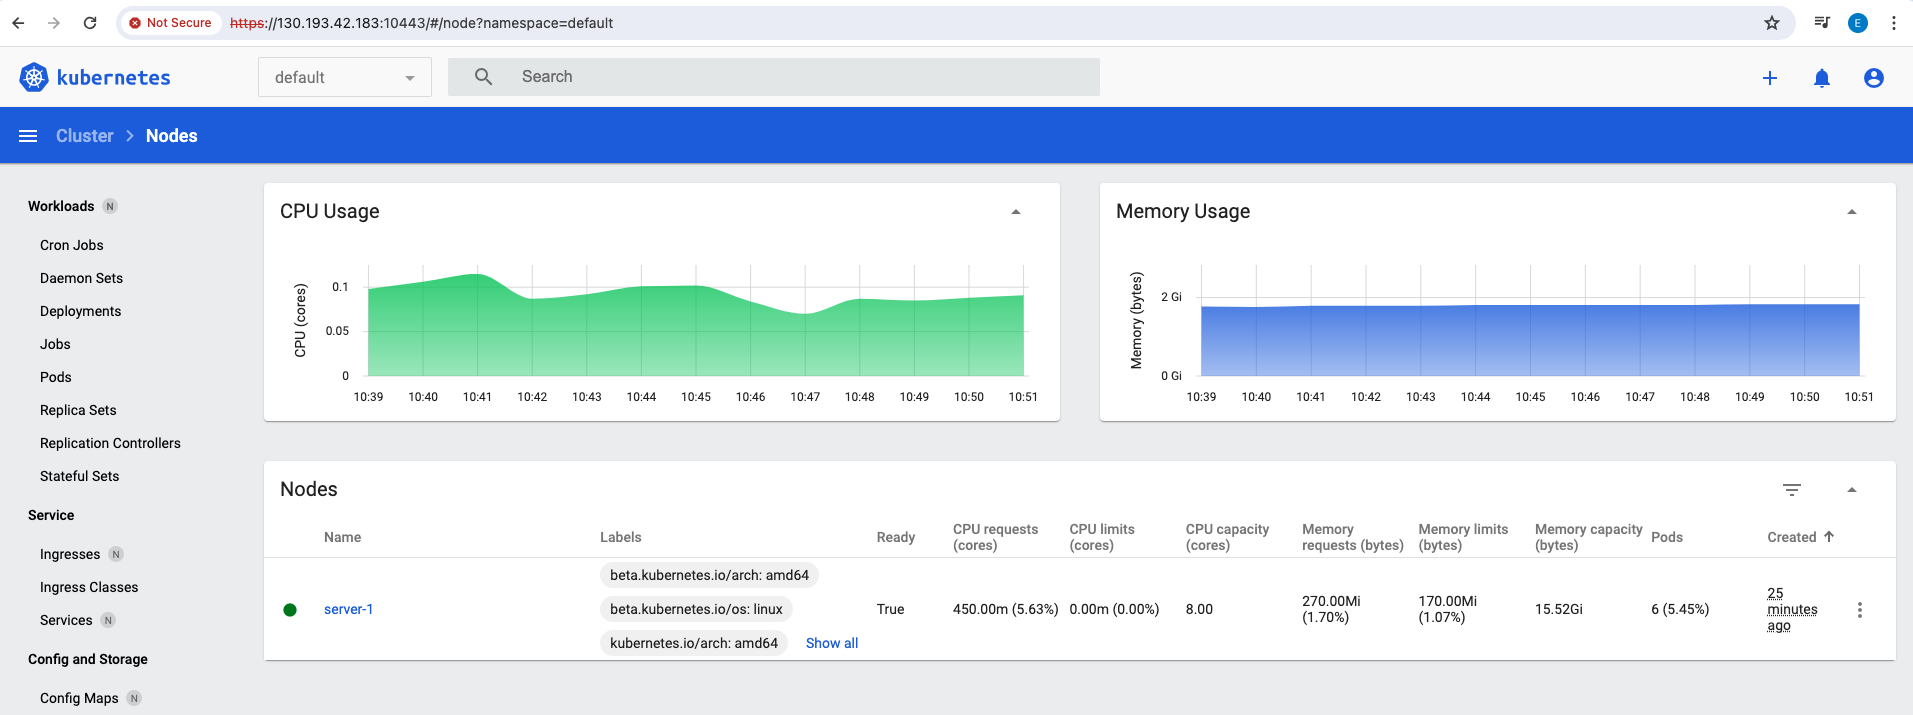 Not Secure https://130.193.42.183:10443/#/node?namespace=default E
kubernetes default Search
Cluster > Nodes
Workloads N
Cron Jobs
Daemon Sets
Deployments
Jobs
Pods
Replica Sets
Replication Controllers
Stateful Sets
Service
Ingresses N
Ingress Classes
Services N
Config and Storage
Config Maps N
CPU Usage
CPU (cores)
0.1
0.05
0
10:39 10:40 10:41 10:42 10:43 10:44 10:45 10:46 10:47 10:48 10:49 10:50 10:51
Memory Usage
Memory (bytes)
2 Gi
0 Gi
10:39 10:40 10:41 10:42 10:43 10:44 10:45 10:46 10:47 10:48 10:49 10:50 10:51
Nodes
Name Labels Ready CPU requests (cores) CPU limits (cores) CPU capacity (cores) Memory requests (bytes) Memory limits (bytes) Memory capacity (bytes) Pods Created
beta.kubernetes.io/arch: amd64
server-1 beta.kubernetes.io/os: linux True 450.00m (5.63%) 0.00m (0.00%) 8.00 270.00Mi (1.70%) 170.00Mi (1.07%) 15.52Gi 6 (5.45%) 25 minutes ago
kubernetes.io/arch: amd64 Show all